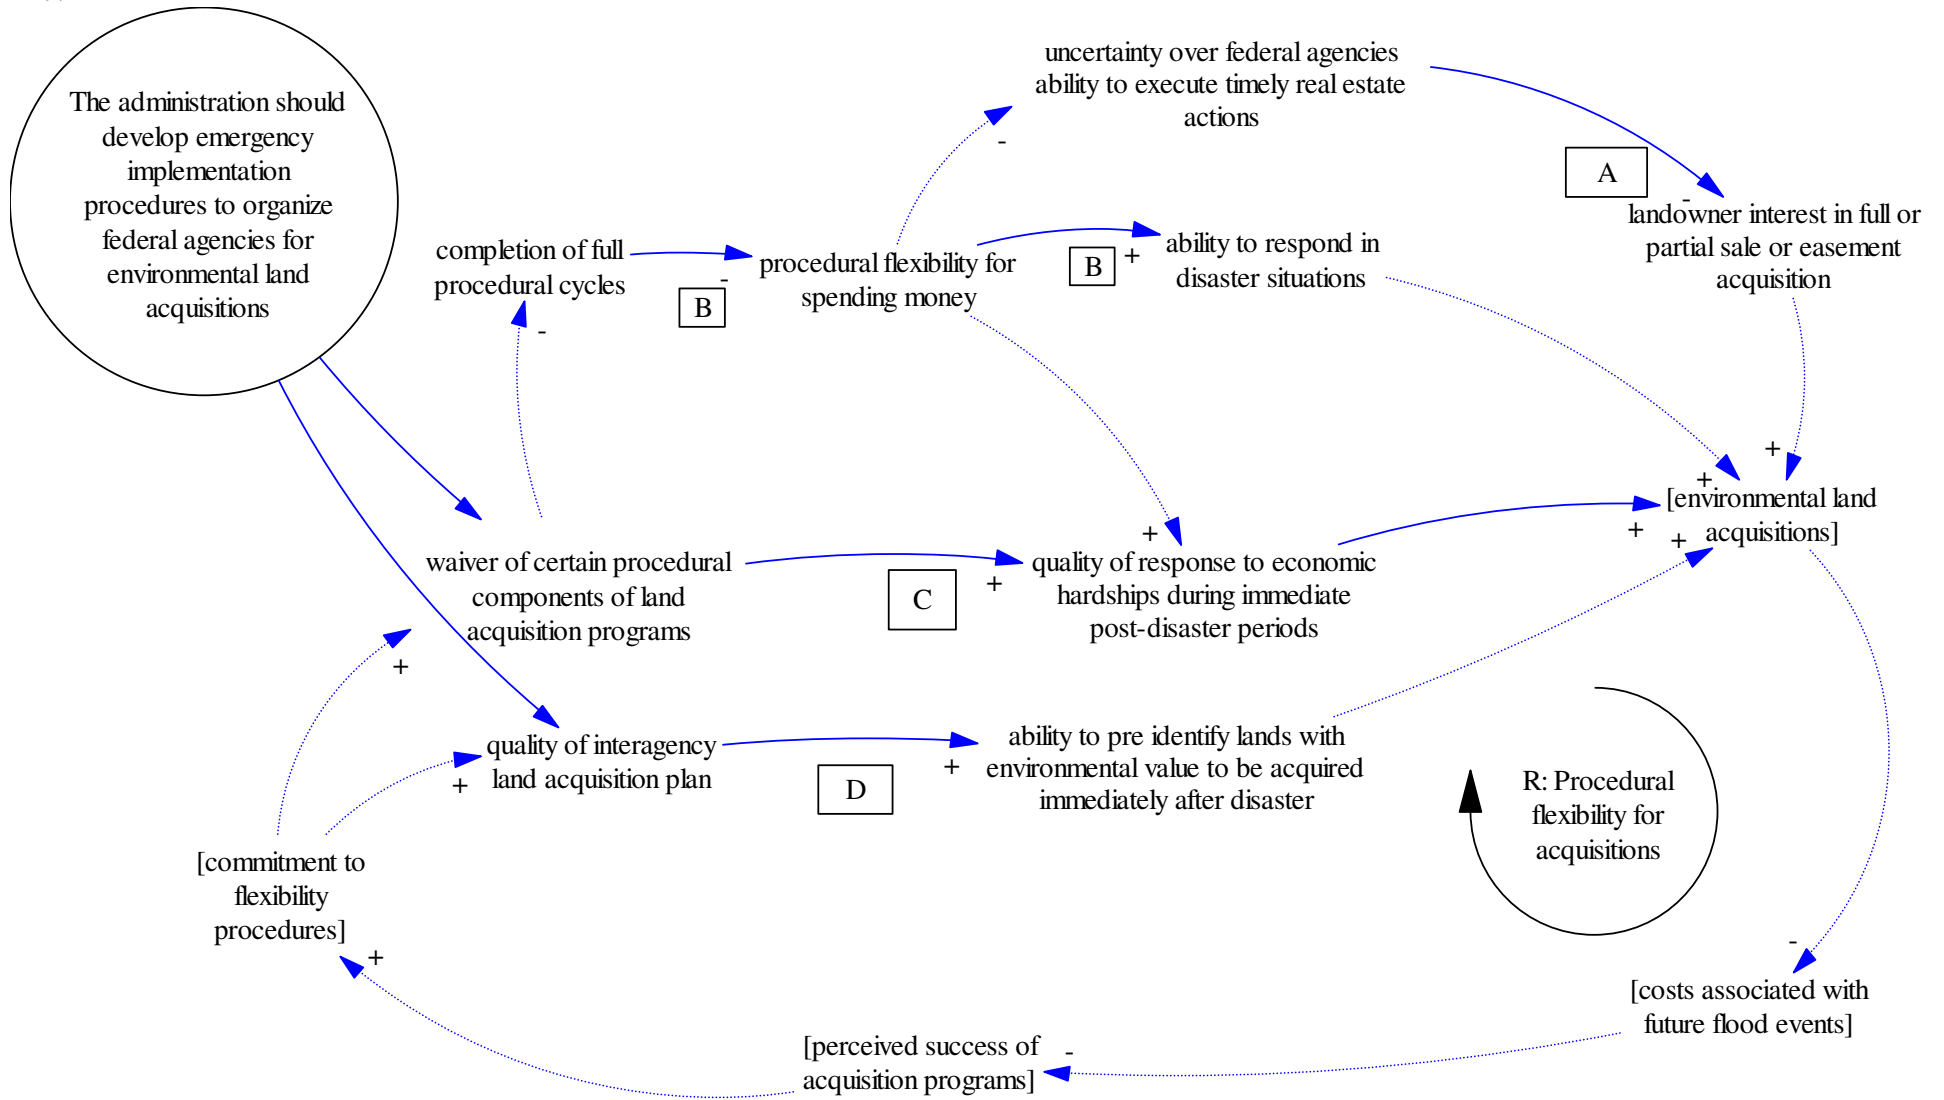 The administration should
develop emergency
implementation
procedures to organize
federal agencies for
environmental land
acquisitions
uncertainty over federal agencies
ability to execute timely real estate
actions
-
A
-
landowner interest in full or
partial sale or easement
acquisition
completion of full
procedural cycles
-
-
B
procedural flexibility for
spending money
B
+
ability to respond in
disaster situations
+
+
[environmental land
acquisitions]
+
+
waiver of certain procedural
components of land
acquisition programs
+
C
+
+
quality of response to economic
hardships during immediate
post-disaster periods
quality of interagency
land acquisition plan
+
D
+
ability to pre identify lands with
environmental value to be acquired
immediately after disaster
R: Procedural
flexibility for
acquisitions
[commitment to
flexibility
procedures]
+
-
[costs associated with
future flood events]
[perceived success of
acquisition programs]
-